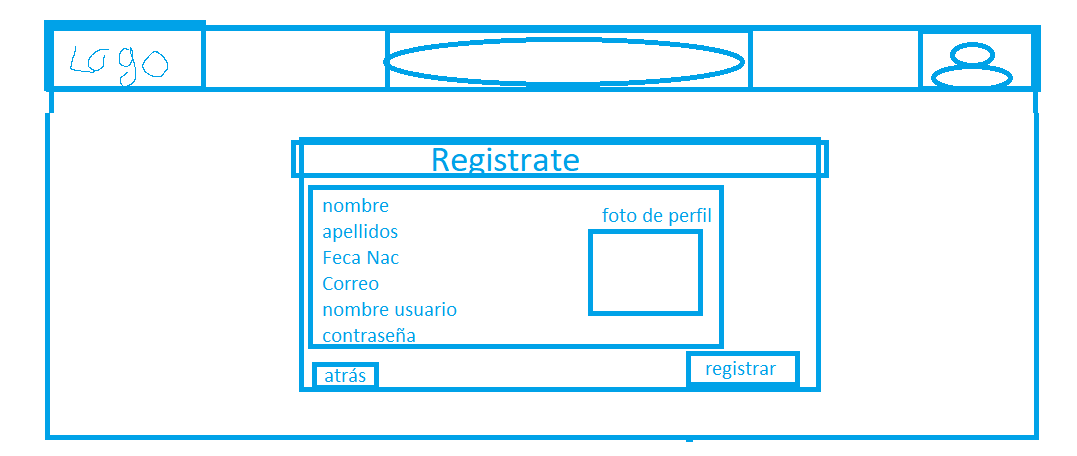 Logo
Registrate
nombre
apellidos
Feca Nac
Correo
nombre usuario
contraseña
foto de perfil
atrás
registrar